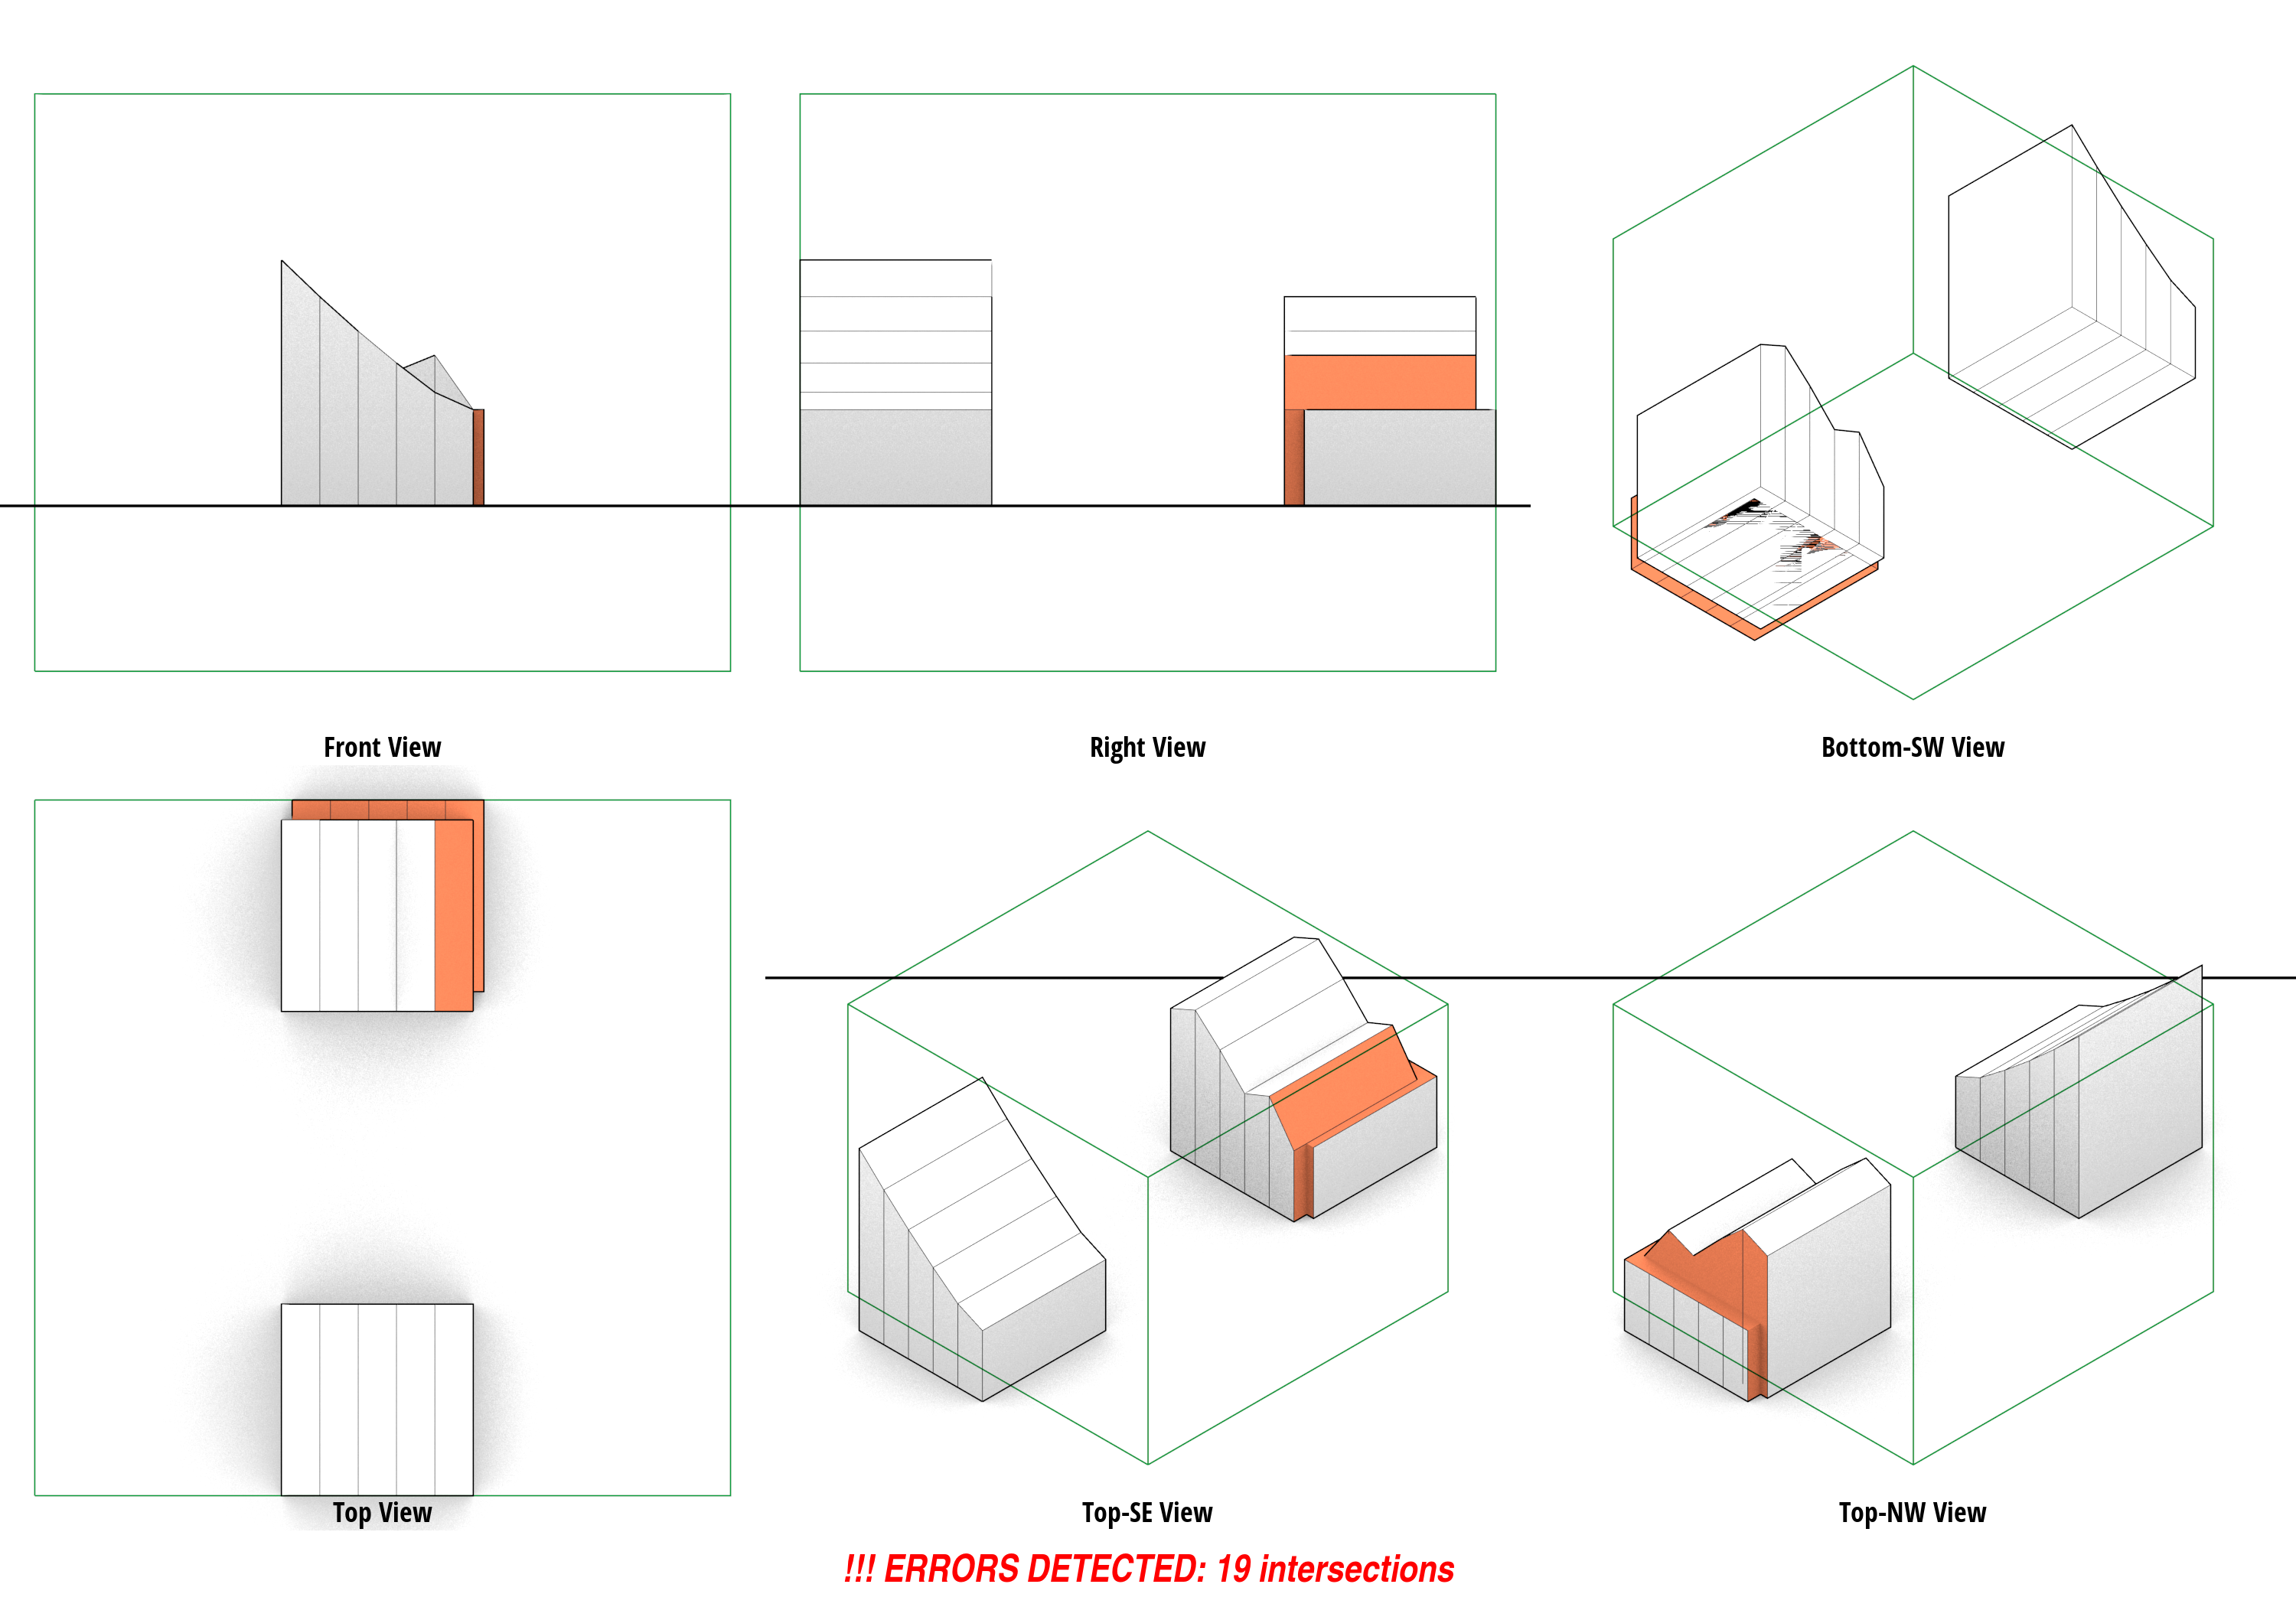 Front View
Right View
Bottom-SW View
Top View
Top-SE View
Top-NW View
!!! ERRORS DETECTED: 19 intersections